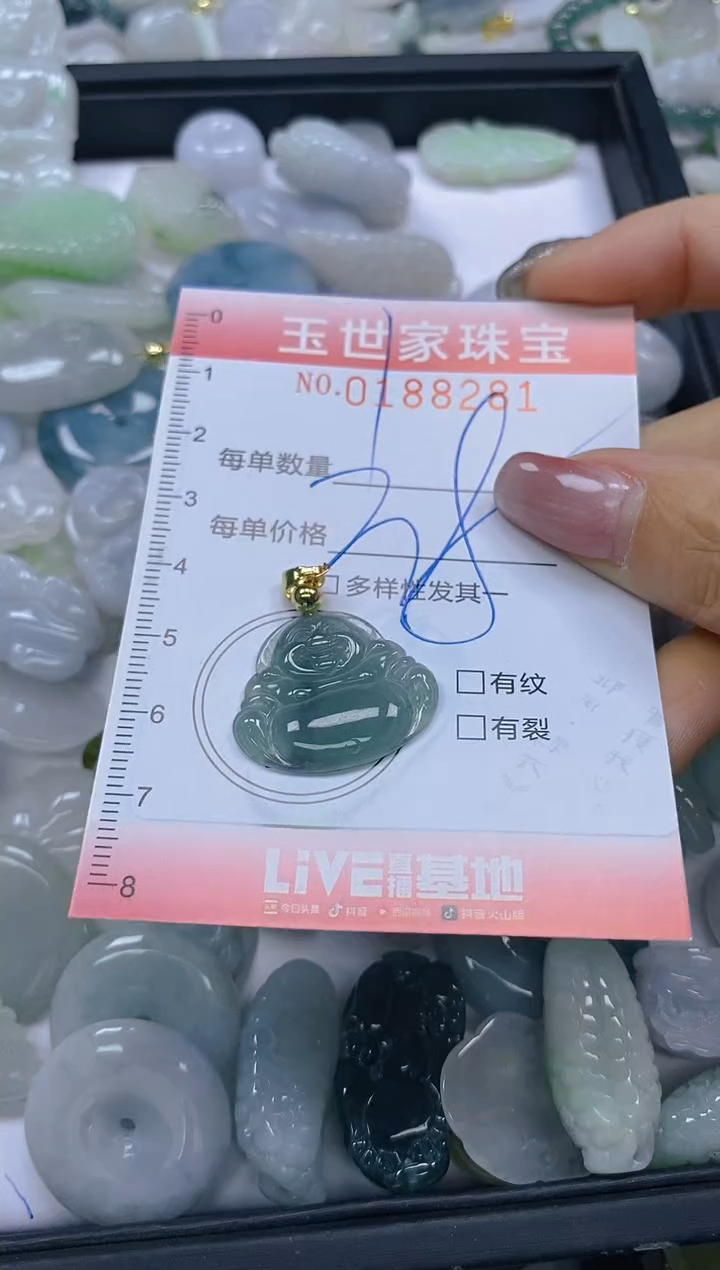 玉世家珠宝
NO.0188281
每单数量
1
每单价格
38
□多样性发其一
□有纹
□有裂
0
1
2
3
4
5
6
7
8
LiVE直播基地
今日头条 抖音 西瓜视频 抖音火山版